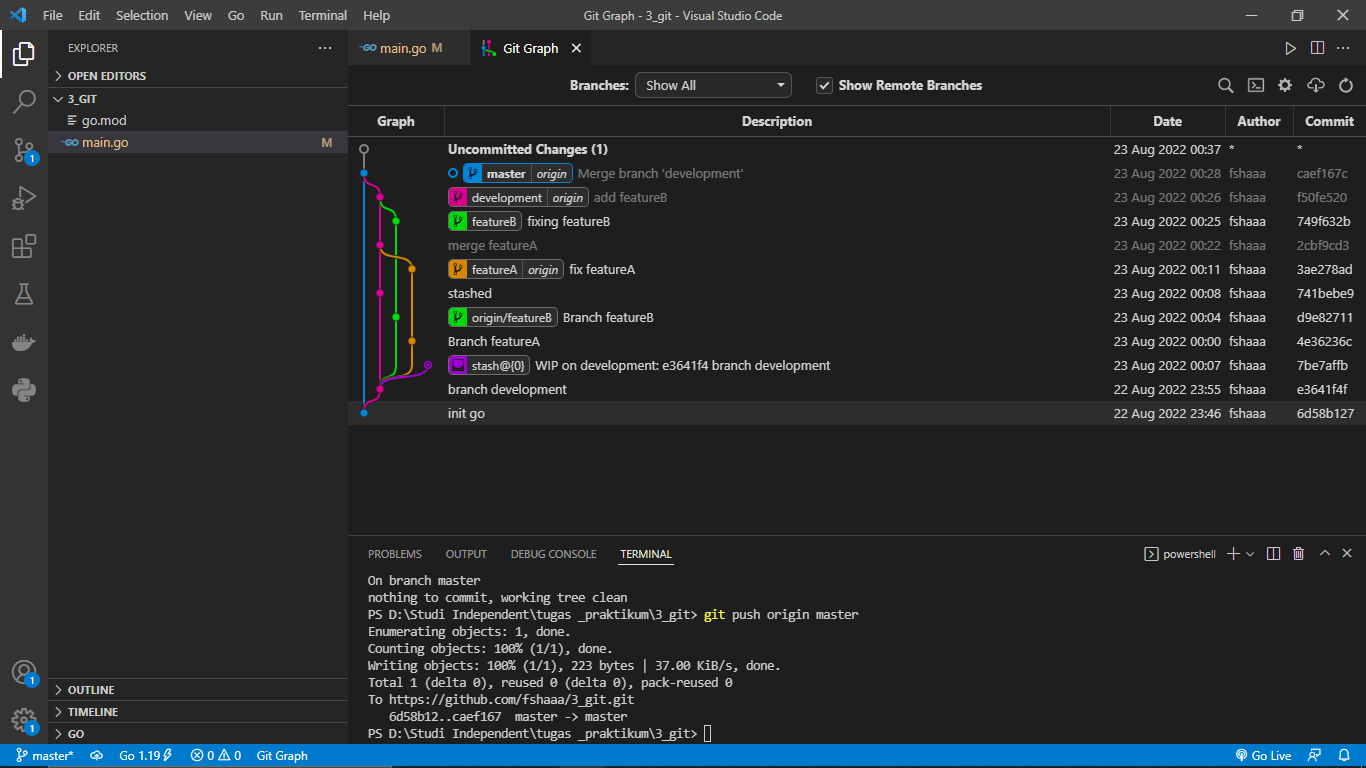 File Edit Selection View Go Run Terminal Help Git Graph - 3_git - Visual Studio Code
EXPLORER
OPEN EDITORS
3_GIT
go.mod
GO main.go M
OUTLINE
TIMELINE
GO
1
1
1
GO main.go M Git Graph
Branches: Show All Show Remote Branches
Graph Description Date Author Commit
Uncommitted Changes (1) 23 Aug 2022 00:37 * *
master origin Merge branch 'development' 23 Aug 2022 00:28 fshaaa caef167c
development origin add featureB 23 Aug 2022 00:26 fshaaa f50fe520
featureB fixing featureB 23 Aug 2022 00:25 fshaaa 749f632b
merge featureA 23 Aug 2022 00:22 fshaaa 2cbf9cd3
featureA origin fix featureA 23 Aug 2022 00:11 fshaaa 3ae278ad
stashed 23 Aug 2022 00:08 fshaaa 741bebe9
origin/featureB Branch featureB 23 Aug 2022 00:04 fshaaa d9e82711
Branch featureA 23 Aug 2022 00:00 fshaaa 4e36236c
stash@{0} WIP on development: e3641f4 branch development 23 Aug 2022 00:07 fshaaa 7be7affb
branch development 22 Aug 2022 23:55 fshaaa e3641f4f
init go 22 Aug 2022 23:46 fshaaa 6d58b127
PROBLEMS OUTPUT DEBUG CONSOLE TERMINAL powershell
On branch master
nothing to commit, working tree clean
PS D:\Studi Independent\tugas _praktikum\3_git> git push origin master
Enumerating objects: 1, done.
Counting objects: 100% (1/1), done.
Writing objects: 100% (1/1), 223 bytes | 37.00 KiB/s, done.
Total 1 (delta 0), reused 0 (delta 0), pack-reused 0
To https://github.com/fshaaa/3_git.git
6d58b12..caef167 master -> master
PS D:\Studi Independent\tugas _praktikum\3_git>
master* Go 1.19 0 0 Git Graph Go Live